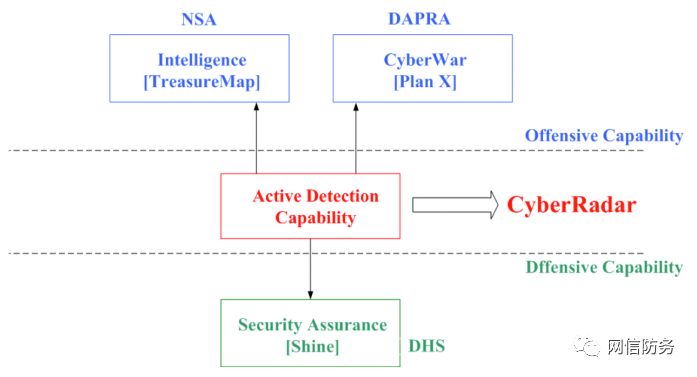 NSA
DAPRA
Intelligence
[TreasureMap]
CyberWar
[Plan X]
Offensive Capability
Active Detection
Capability
CyberRadar
Dffensive Capability
Security Assurance
[Shine]
DHS
网信防务